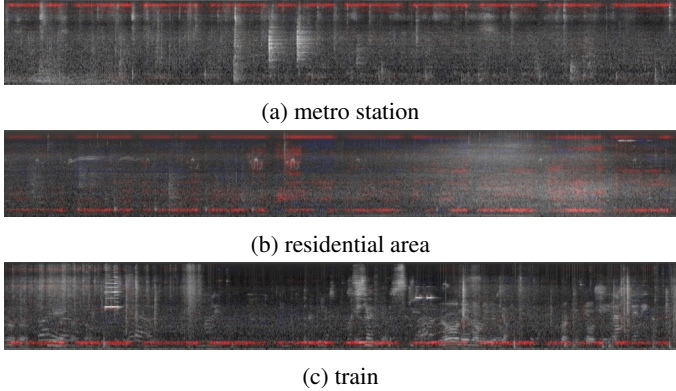 (a) metro station
(b) residential area
(c) train